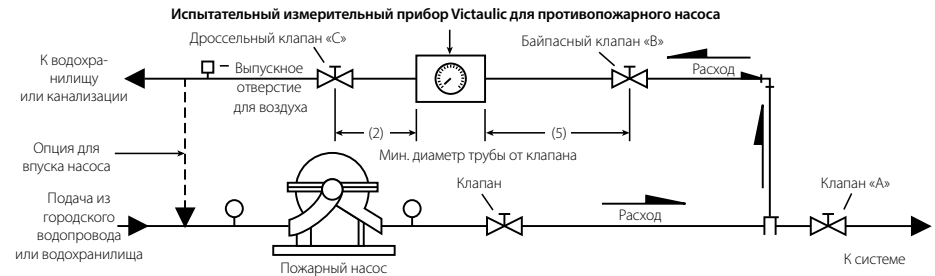 Испытательный измерительный прибор Victaulic для противопожарного насоса
Дроссельный клапан «С»
Байпасный клапан «В»
К водохра-
нилищу
или канализации
Выпускное
отверстие
для воздуха
Расход
(2)
(5)
Мин. диаметр трубы от клапана
Опция для
впуска насоса
Подача из
городского
водопровода
или водохранилища
Клапан
Клапан «А»
Расход
Пожарный насос
К системе